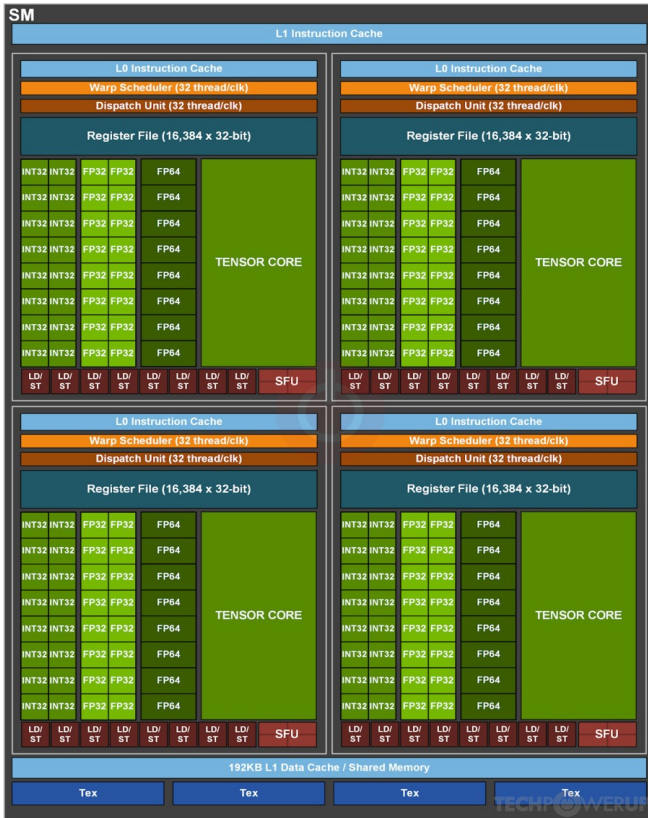 SM
L1 Instruction Cache
L0 Instruction Cache
Warp Scheduler (32 thread/clk)
Dispatch Unit (32 thread/clk)
Register File (16,384 x 32-bit)
INT32 INT32 FP32 FP32 FP64
INT32 INT32 FP32 FP32 FP64
INT32 INT32 FP32 FP32 FP64
INT32 INT32 FP32 FP32 FP64
TENSOR CORE
INT32 INT32 FP32 FP32 FP64
INT32 INT32 FP32 FP32 FP64
INT32 INT32 FP32 FP32 FP64
INT32 INT32 FP32 FP32 FP64
LD/ LD/ LD/ LD/ LD/ LD/ LD/ LD/
ST ST ST ST ST ST ST ST
SFU
L0 Instruction Cache
Warp Scheduler (32 thread/clk)
Dispatch Unit (32 thread/clk)
Register File (16,384 x 32-bit)
INT32 INT32 FP32 FP32 FP64
INT32 INT32 FP32 FP32 FP64
INT32 INT32 FP32 FP32 FP64
INT32 INT32 FP32 FP32 FP64
TENSOR CORE
INT32 INT32 FP32 FP32 FP64
INT32 INT32 FP32 FP32 FP64
INT32 INT32 FP32 FP32 FP64
INT32 INT32 FP32 FP32 FP64
LD/ LD/ LD/ LD/ LD/ LD/ LD/ LD/
ST ST ST ST ST ST ST ST
SFU
L0 Instruction Cache
Warp Scheduler (32 thread/clk)
Dispatch Unit (32 thread/clk)
Register File (16,384 x 32-bit)
INT32 INT32 FP32 FP32 FP64
INT32 INT32 FP32 FP32 FP64
INT32 INT32 FP32 FP32 FP64
INT32 INT32 FP32 FP32 FP64
TENSOR CORE
INT32 INT32 FP32 FP32 FP64
INT32 INT32 FP32 FP32 FP64
INT32 INT32 FP32 FP32 FP64
INT32 INT32 FP32 FP32 FP64
LD/ LD/ LD/ LD/ LD/ LD/ LD/ LD/
ST ST ST ST ST ST ST ST
SFU
L0 Instruction Cache
Warp Scheduler (32 thread/clk)
Dispatch Unit (32 thread/clk)
Register File (16,384 x 32-bit)
INT32 INT32 FP32 FP32 FP64
INT32 INT32 FP32 FP32 FP64
INT32 INT32 FP32 FP32 FP64
INT32 INT32 FP32 FP32 FP64
TENSOR CORE
INT32 INT32 FP32 FP32 FP64
INT32 INT32 FP32 FP32 FP64
INT32 INT32 FP32 FP32 FP64
INT32 INT32 FP32 FP32 FP64
LD/ LD/ LD/ LD/ LD/ LD/ LD/ LD/
ST ST ST ST ST ST ST ST
SFU
192KB L1 Data Cache / Shared Memory
Tex Tex Tex Tex
TECHPOWERUP